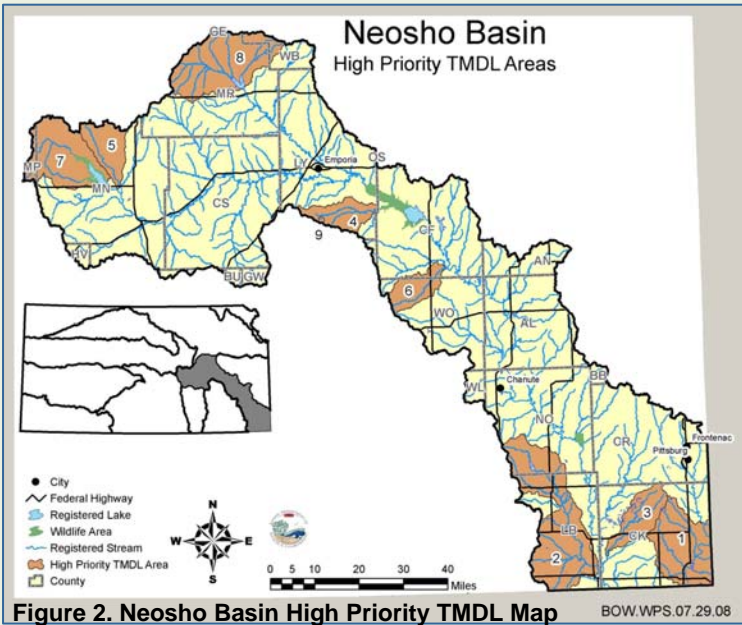 Neosho Basin
High Priority TMDL Areas
GE
8
WB
MR
5
7
MP
MN
LY
Emporia
OS
CS
4
9
CF
RV
BU GW
6
AN
WO
AL
WL
Chanute
BB
NO
CR
Frontenac
Pittsburg
3
LB
CK
1
2
City
Federal Highway
Registered Lake
Wildlife Area
Registered Stream
High Priority TMDL Area
County
N
W E
S
0 5 10 20 30 40
Miles
Figure 2. Neosho Basin High Priority TMDL Map
BOW.WPS.07.29.08